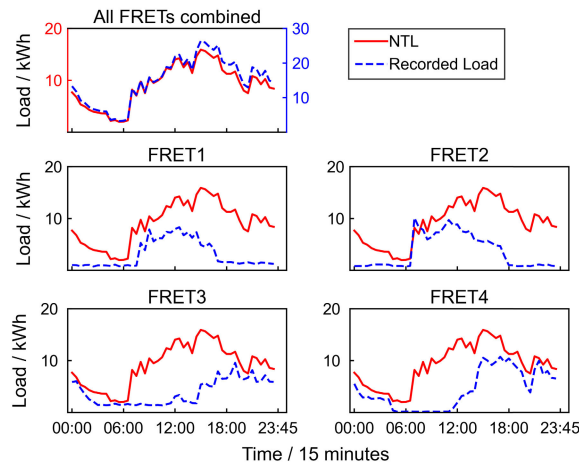 All FRETs combined
Load / kWh
20
10
30
20
10
NTL
Recorded Load
FRET1
FRET2
Load / kWh
20
10
20
10
FRET3
FRET4
Load / kWh
20
10
20
10
00:00 06:00 12:00 18:00 23:45
00:00 06:00 12:00 18:00 23:45
Time / 15 minutes